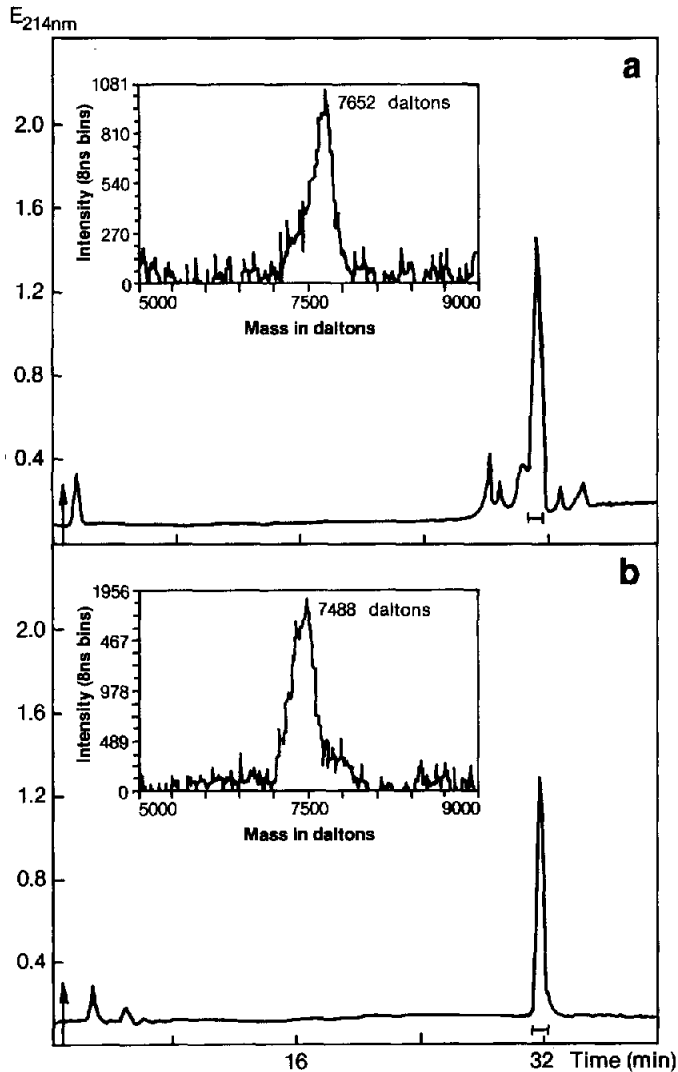 E214nm
a
1081
7652 daltons
2.0
810
Intensity (8ns bins)
1.6
540
270
1.2
0
5000 7500 9000
Mass in daltons
0.8
0.4
b
1956
7488 daltons
2.0
467
Intensity (8ns bins)
1.6
978
489
1.2
0
5000 7500 9000
Mass in daltons
0.8
0.4
16 32 Time (min)